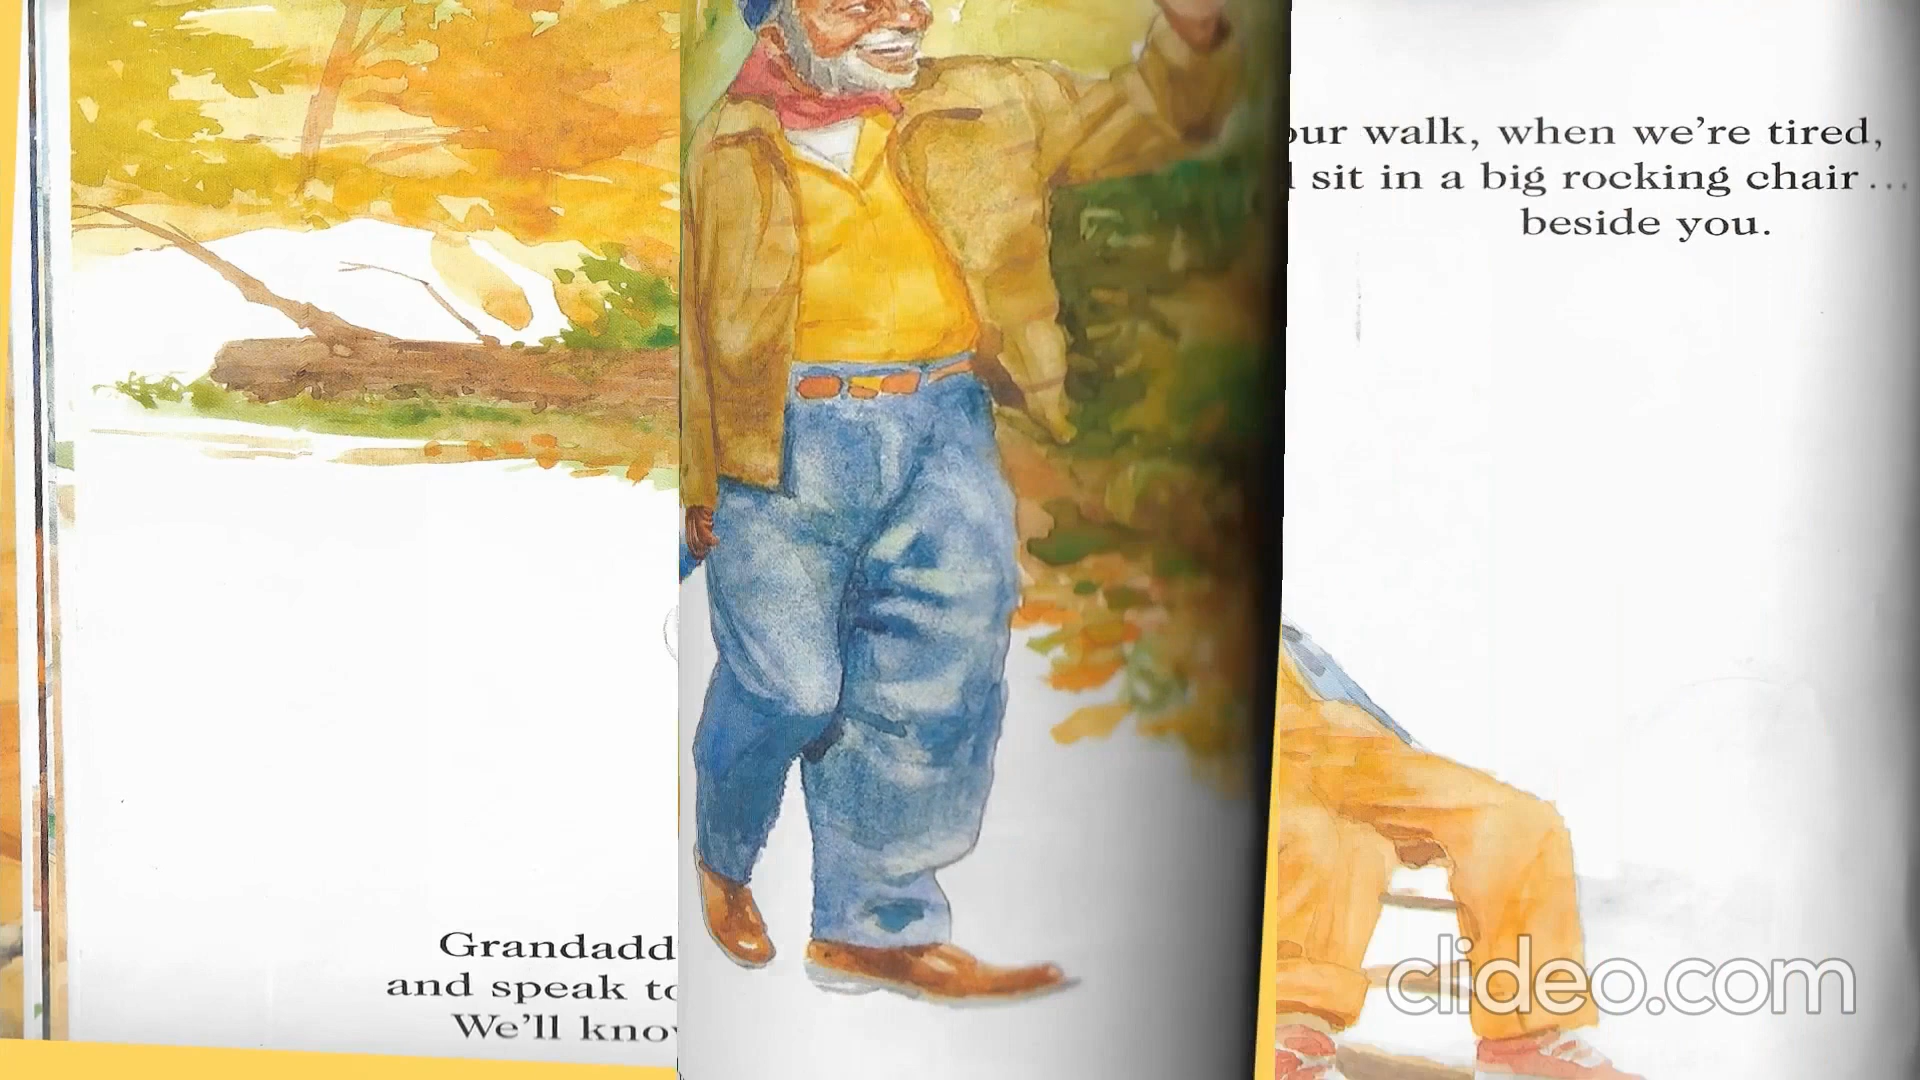 our walk, when we're tired,
sit in a big rocking chair...
beside you.
Grandadd
and speak to
We'll know
clideo.com